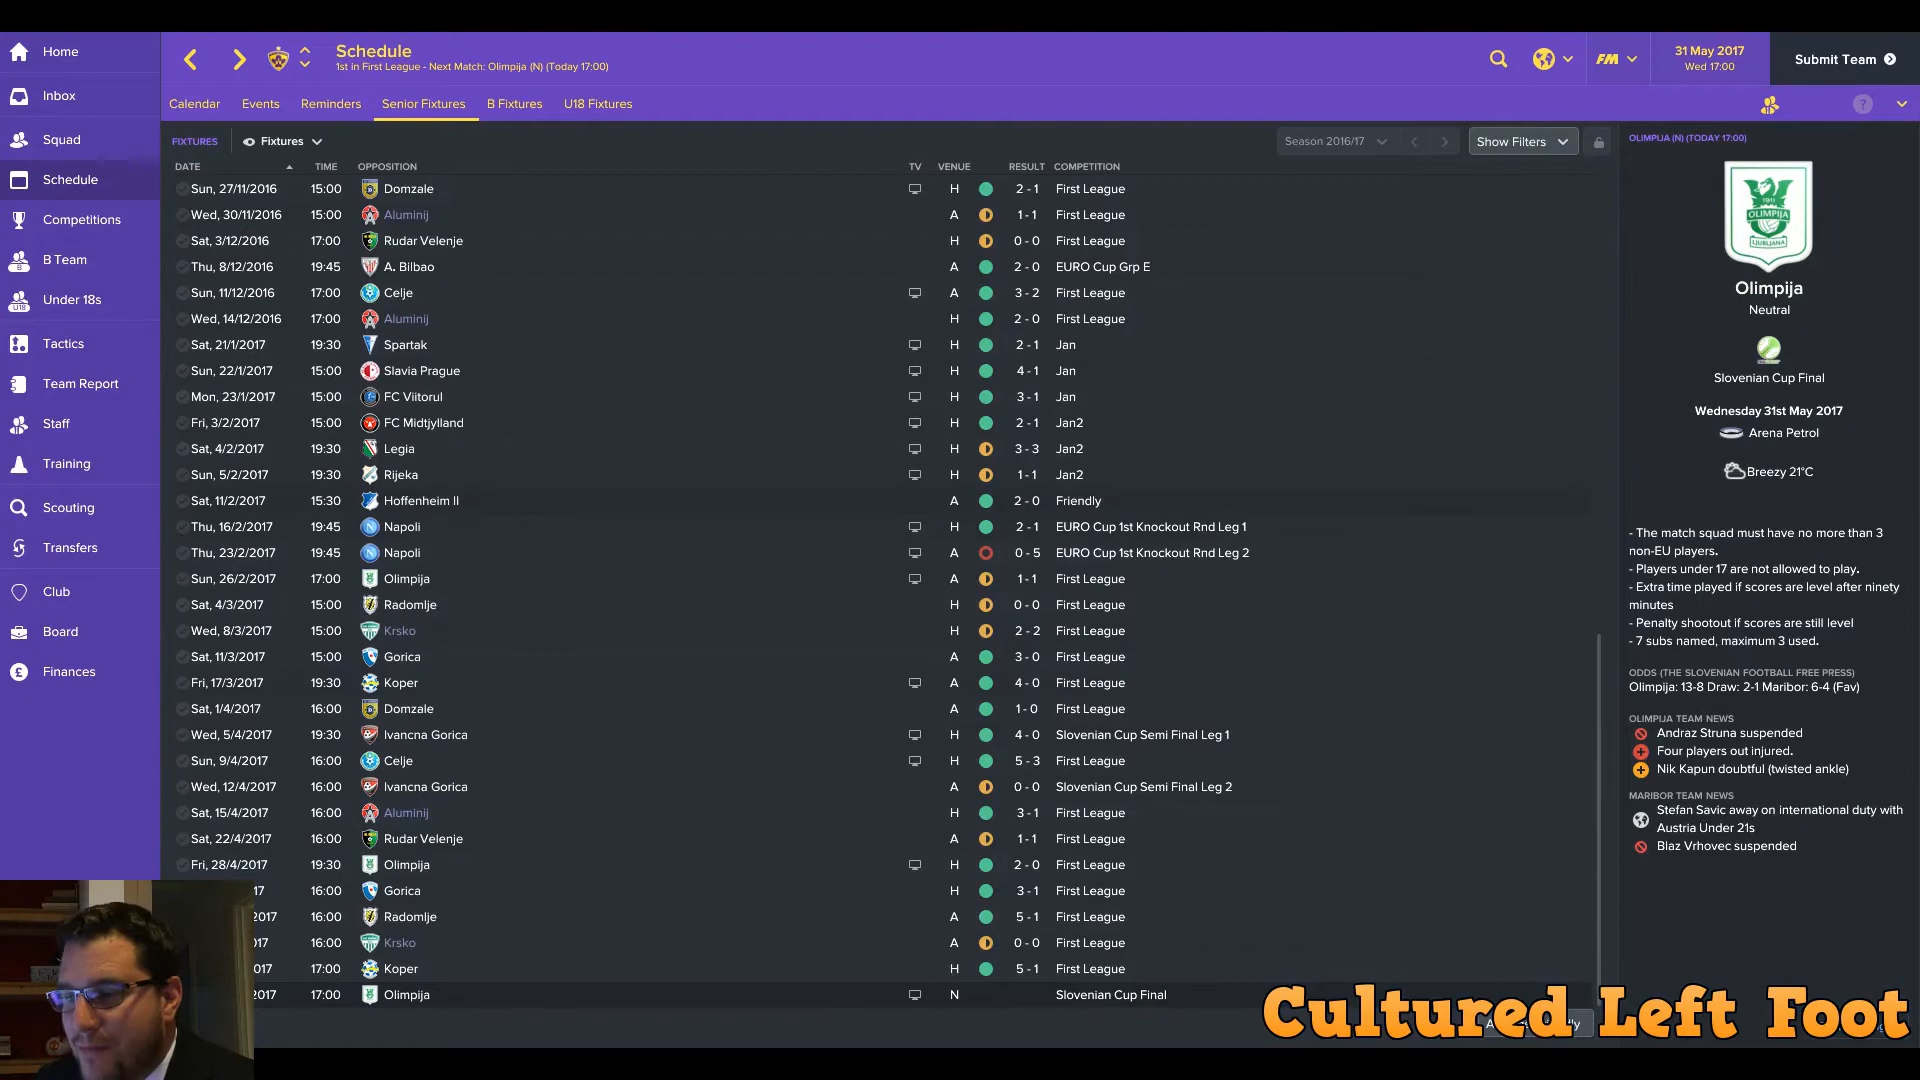 Home
Inbox
Squad
Schedule
Competitions
B Team
Under 18s
Tactics
Team Report
Staff
Training
Scouting
Transfers
Club
Board
Finances
Schedule
1st in First League - Next Match: Olimpija (N) (Today 17:00)
FM
31 May 2017
Wed 17:00
Submit Team
Calendar Events Reminders Senior Fixtures B Fixtures U18 Fixtures
FIXTURES Fixtures Season 2016/17 Show Filters
DATE TIME OPPOSITION TV VENUE RESULT COMPETITION
Sun, 27/11/2016 15:00 Domzale H 2 - 1 First League
Wed, 30/11/2016 15:00 Aluminij A 1 - 1 First League
Sat, 3/12/2016 17:00 Rudar Velenje H 0 - 0 First League
Thu, 8/12/2016 19:45 A. Bilbao A 2 - 0 EURO Cup Grp E
Sun, 11/12/2016 17:00 Celje A 3 - 2 First League
Wed, 14/12/2016 17:00 Aluminij H 2 - 0 First League
Sat, 21/1/2017 19:30 Spartak H 2 - 1 Jan
Sun, 22/1/2017 15:00 Slavia Prague H 4 - 1 Jan
Mon, 23/1/2017 15:00 FC Viitorul H 3 - 1 Jan
Fri, 3/2/2017 15:00 FC Midtjylland H 2 - 1 Jan2
Sat, 4/2/2017 19:30 Legia H 3 - 3 Jan2
Sun, 5/2/2017 19:30 Rijeka H 1 - 1 Jan2
Sat, 11/2/2017 15:30 Hoffenheim II A 2 - 0 Friendly
Thu, 16/2/2017 19:45 Napoli H 2 - 1 EURO Cup 1st Knockout Rnd Leg 1
Thu, 23/2/2017 19:45 Napoli A 0 - 5 EURO Cup 1st Knockout Rnd Leg 2
Sun, 26/2/2017 17:00 Olimpija A 1 - 1 First League
Sat, 4/3/2017 15:00 Radomlje H 0 - 0 First League
Wed, 8/3/2017 15:00 Krsko H 2 - 2 First League
Sat, 11/3/2017 15:00 Gorica A 3 - 0 First League
Fri, 17/3/2017 19:30 Koper A 4 - 0 First League
Sat, 1/4/2017 16:00 Domzale A 1 - 0 First League
Wed, 5/4/2017 19:30 Ivancna Gorica H 4 - 0 Slovenian Cup Semi Final Leg 1
Sun, 9/4/2017 16:00 Celje H 5 - 3 First League
Wed, 12/4/2017 16:00 Ivancna Gorica A 0 - 0 Slovenian Cup Semi Final Leg 2
Sat, 15/4/2017 16:00 Aluminij H 3 - 1 First League
Sat, 22/4/2017 16:00 Rudar Velenje A 1 - 1 First League
Fri, 28/4/2017 19:30 Olimpija H 2 - 0 First League
17 16:00 Gorica H 3 - 1 First League
2017 16:00 Radomlje A 5 - 1 First League
017 16:00 Krsko A 0 - 0 First League
017 17:00 Koper H 5 - 1 First League
2017 17:00 Olimpija N Slovenian Cup Final
OLIMPIJA (N) (TODAY 17:00)
1911
OLIMPIJA
LJUBLJANA
Olimpija
Neutral
Slovenian Cup Final
Wednesday 31st May 2017
Arena Petrol
Breezy 21°C
- The match squad must have no more than 3
non-EU players.
- Players under 17 are not allowed to play.
- Extra time played if scores are level after ninety
minutes
- Penalty shootout if scores are still level
- 7 subs named, maximum 3 used.
ODDS (THE SLOVENIAN FOOTBALL FREE PRESS)
Olimpija: 13-8 Draw: 2-1 Maribor: 6-4 (Fav)
OLIMPIJA TEAM NEWS
Andraz Struna suspended
Four players out injured.
Nik Kapun doubtful (twisted ankle)
MARIBOR TEAM NEWS
Stefan Savic away on international duty with
Austria Under 21s
Blaz Vrhovec suspended
Cultured Left Foot